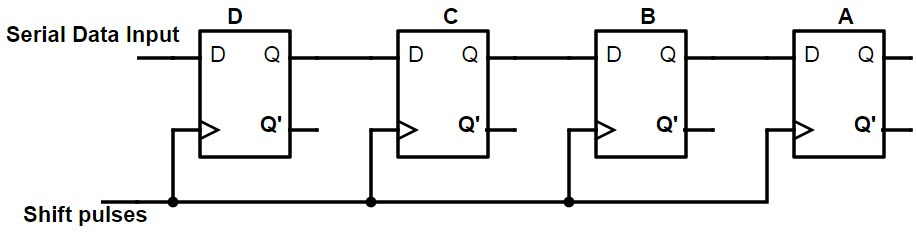 D C B A
Serial Data Input
D Q D Q D Q D Q
Q' Q' Q' Q'
Shift pulses